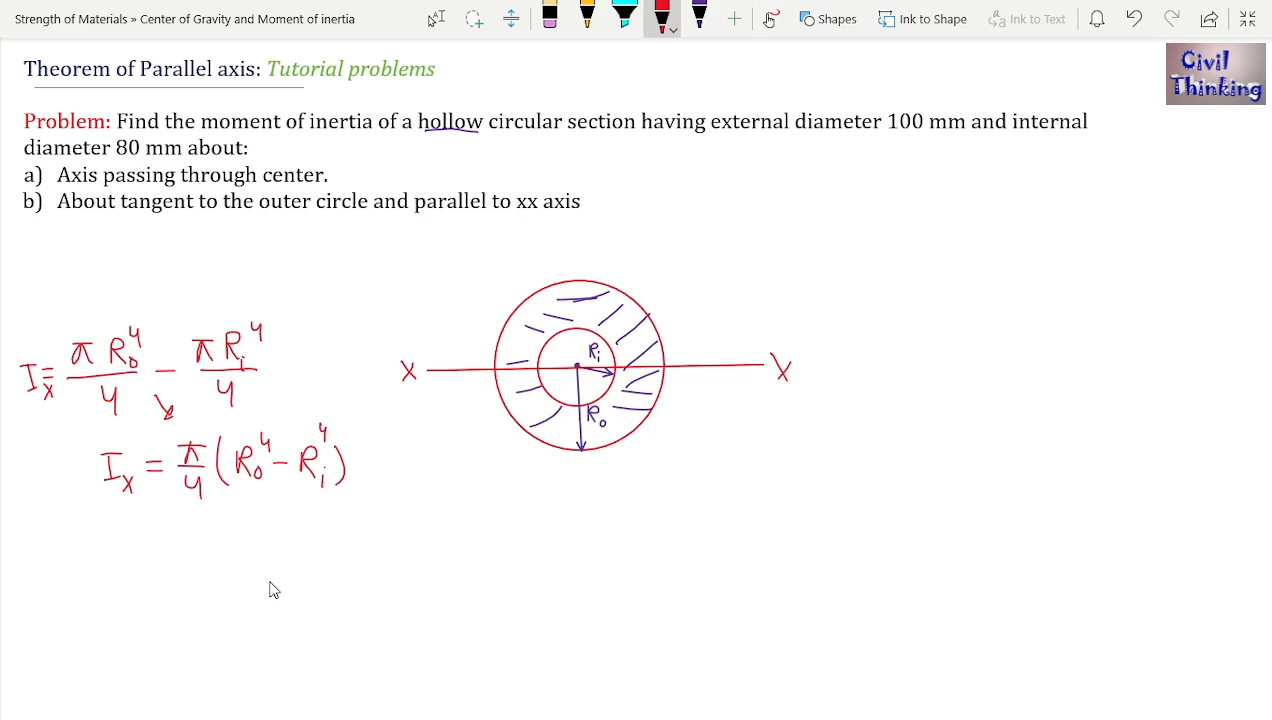 Strength of Materials » Center of Gravity and Moment of inertia
Shapes
Ink to Shape
Ink to Text
Theorem of Parallel axis: Tutorial problems
Civil
Thinking
Problem: Find the moment of inertia of a hollow circular section having external diameter 100 mm and internal
diameter 80 mm about:
a) Axis passing through center.
b) About tangent to the outer circle and parallel to xx axis
Iₓ = πR₀⁴/4 − πRᵢ⁴/4
Iₓ = π/4 (R₀⁴ − Rᵢ⁴)
X
Rᵢ
X
R₀